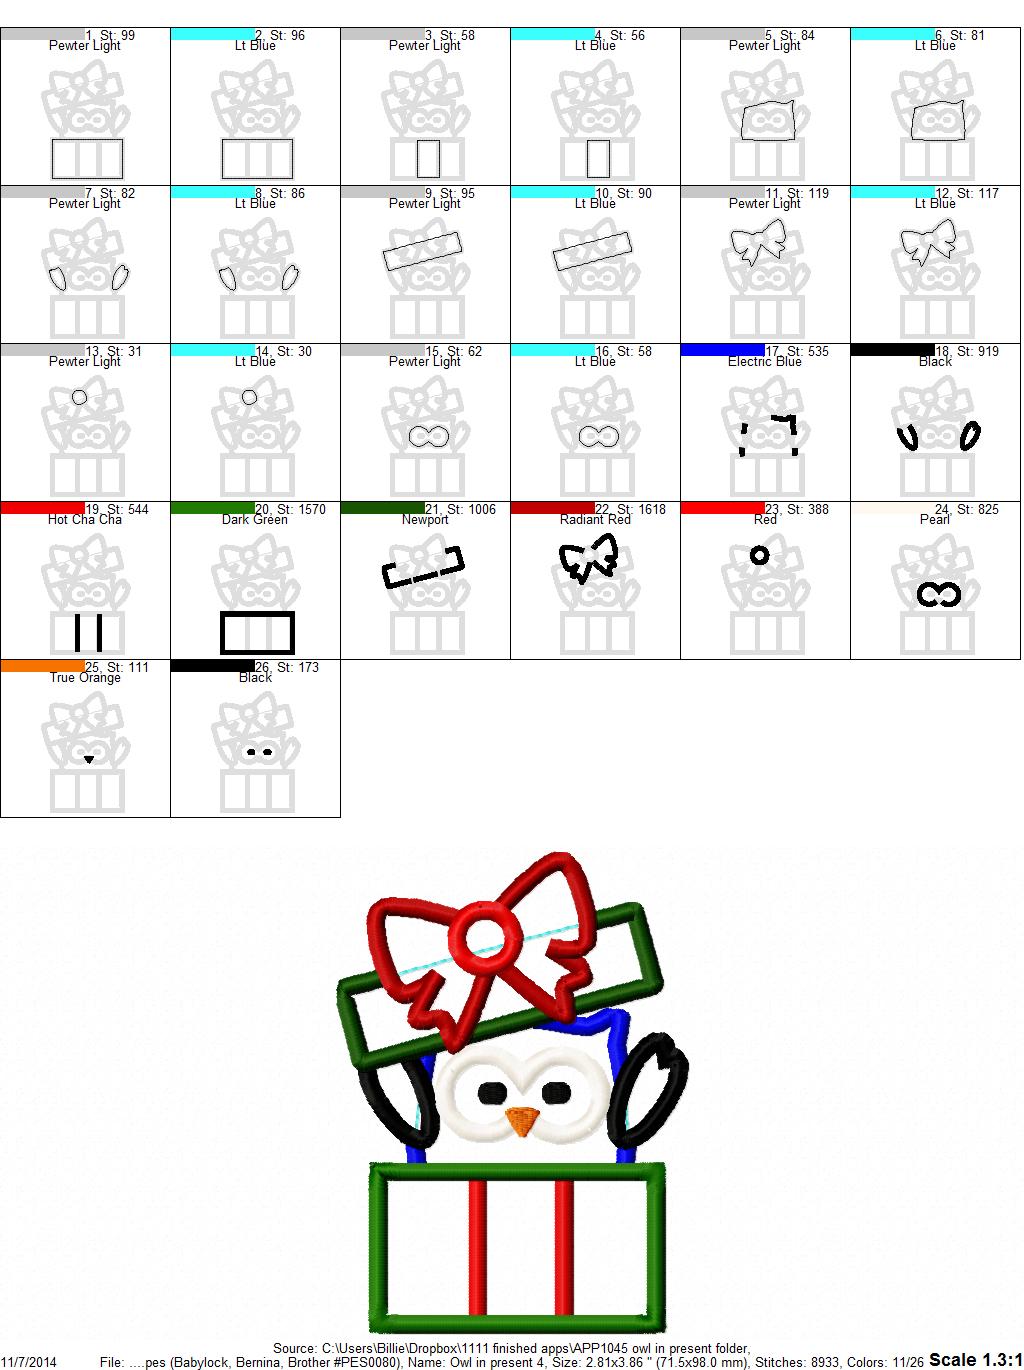 1, St: 99
Pewter Light
2, St: 96
Lt Blue
3, St: 58
Pewter Light
4, St: 56
Lt Blue
5, St: 84
Pewter Light
6, St: 81
Lt Blue
7, St: 82
Pewter Light
8, St: 86
Lt Blue
9, St: 95
Pewter Light
10, St: 90
Lt Blue
11, St: 119
Pewter Light
12, St: 117
Lt Blue
13, St: 31
Pewter Light
14, St: 30
Lt Blue
15, St: 62
Pewter Light
16, St: 58
Lt Blue
17, St: 535
Electric Blue
18, St: 919
Black
19, St: 544
Hot Cha Cha
20, St: 1570
Dark Green
21, St: 1006
Newport
22, St: 1618
Radiant Red
23, St: 388
Red
24, St: 825
Pearl
25, St: 111
True Orange
26, St: 173
Black
Source: C:\Users\Billie\Dropbox\1111 finished apps\APP1045 owl in present folder,
11/7/2014 File: ....pes (Babylock, Bernina, Brother #PES0080), Name: Owl in present 4, Size: 2.81x3.86 " (71.5x98.0 mm), Stitches: 8933, Colors: 11/26 Scale 1.3:1